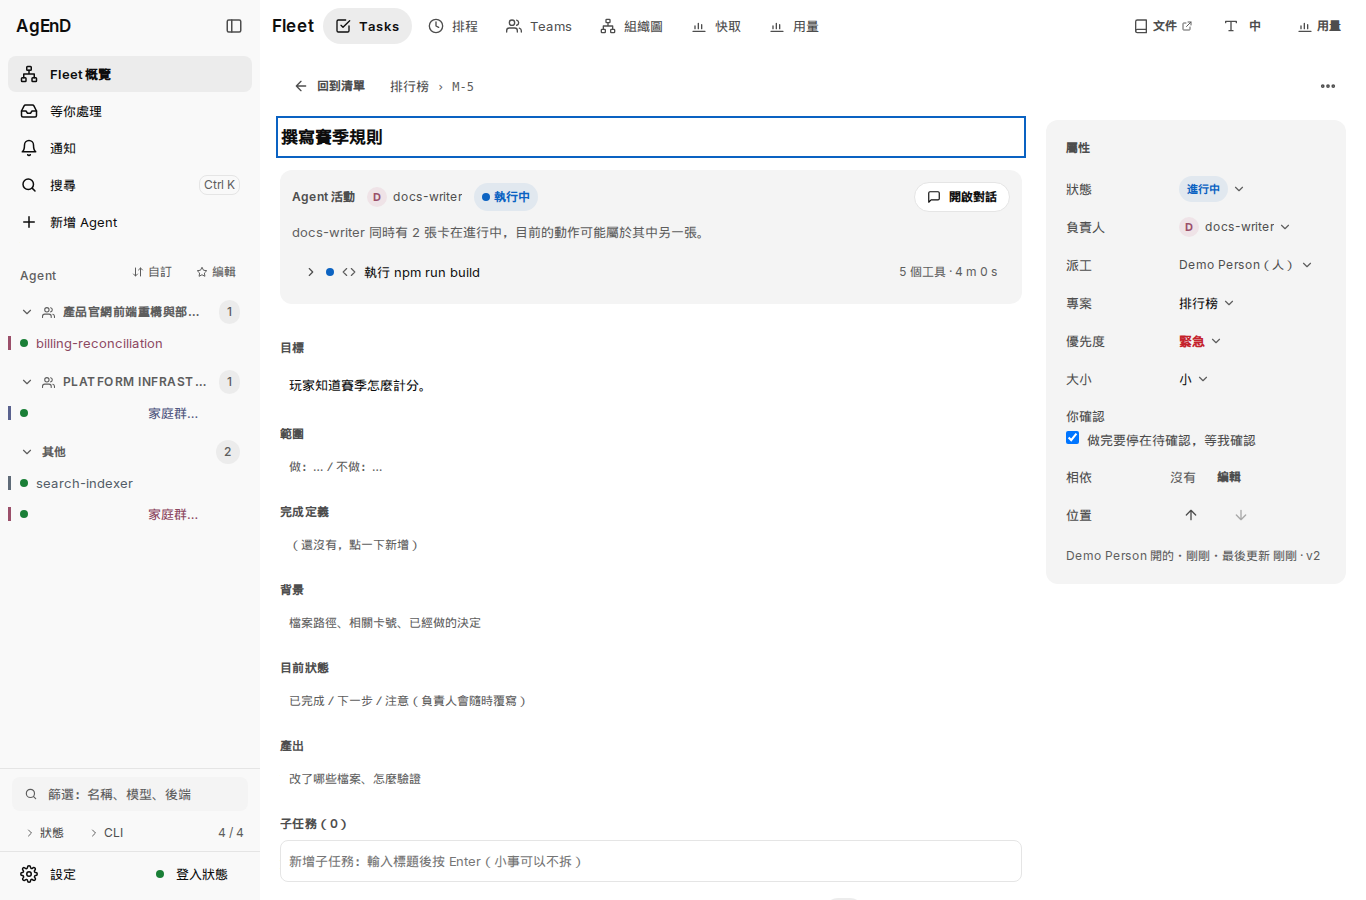 AgEnD
Fleet 概覽
等你處理
通知
搜尋 Ctrl K
新增 Agent
Agent 自訂 編輯
產品官網前端重構與部... 1
billing-reconciliation
PLATFORM INFRAST... 1
家庭群...
其他 2
search-indexer
家庭群...
篩選：名稱、模型、後端
狀態 CLI 4 / 4
設定 登入狀態
Fleet Tasks 排程 Teams 組織圖 快取 用量 文件 中 用量
回到清單 排行榜 › M-5
撰寫賽季規則
Agent 活動 D docs-writer 執行中 開啟對話
docs-writer 同時有 2 張卡在進行中，目前的動作可能屬於其中另一張。
執行 npm run build 5 個工具 · 4 m 0 s
目標
玩家知道賽季怎麼計分。
範圍
做：... / 不做：...
完成定義
（還沒有，點一下新增）
背景
檔案路徑、相關卡號、已經做的決定
目前狀態
已完成 / 下一步 / 注意（負責人會隨時覆寫）
產出
改了哪些檔案、怎麼驗證
子任務（0）
新增子任務：輸入標題後按 Enter（小事可以不拆）
屬性
狀態 進行中
負責人 D docs-writer
派工 Demo Person（人）
專案 排行榜
優先度 緊急
大小 小
你確認
做完要停在待確認，等我確認
相依 沒有 編輯
位置
Demo Person 開的・剛剛・最後更新 剛剛 · v2